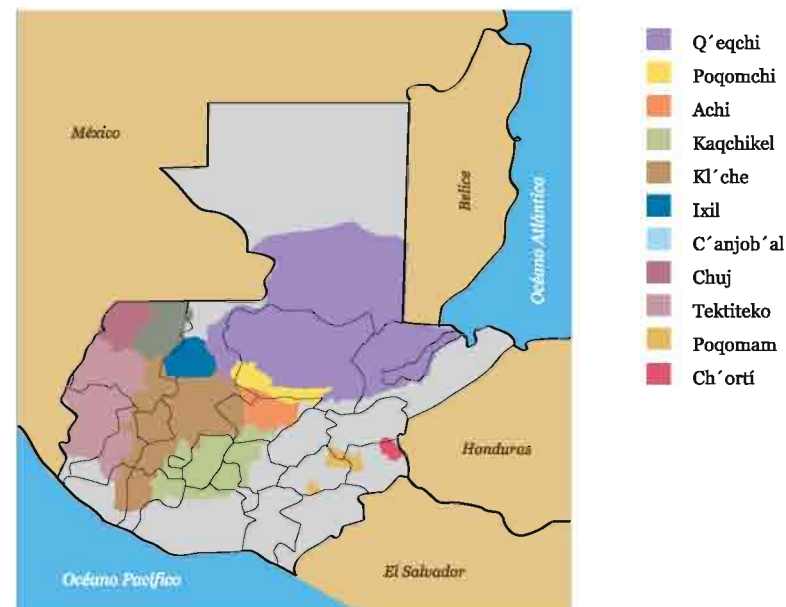 México
Belice
Océano Atlántico
Honduras
El Salvador
Océano Pacífico
Q´eqchi
Poqomchi
Achi
Kaqchikel
Kl´che
Ixil
C´anjob´al
Chuj
Tektiteko
Poqomam
Ch´ortí